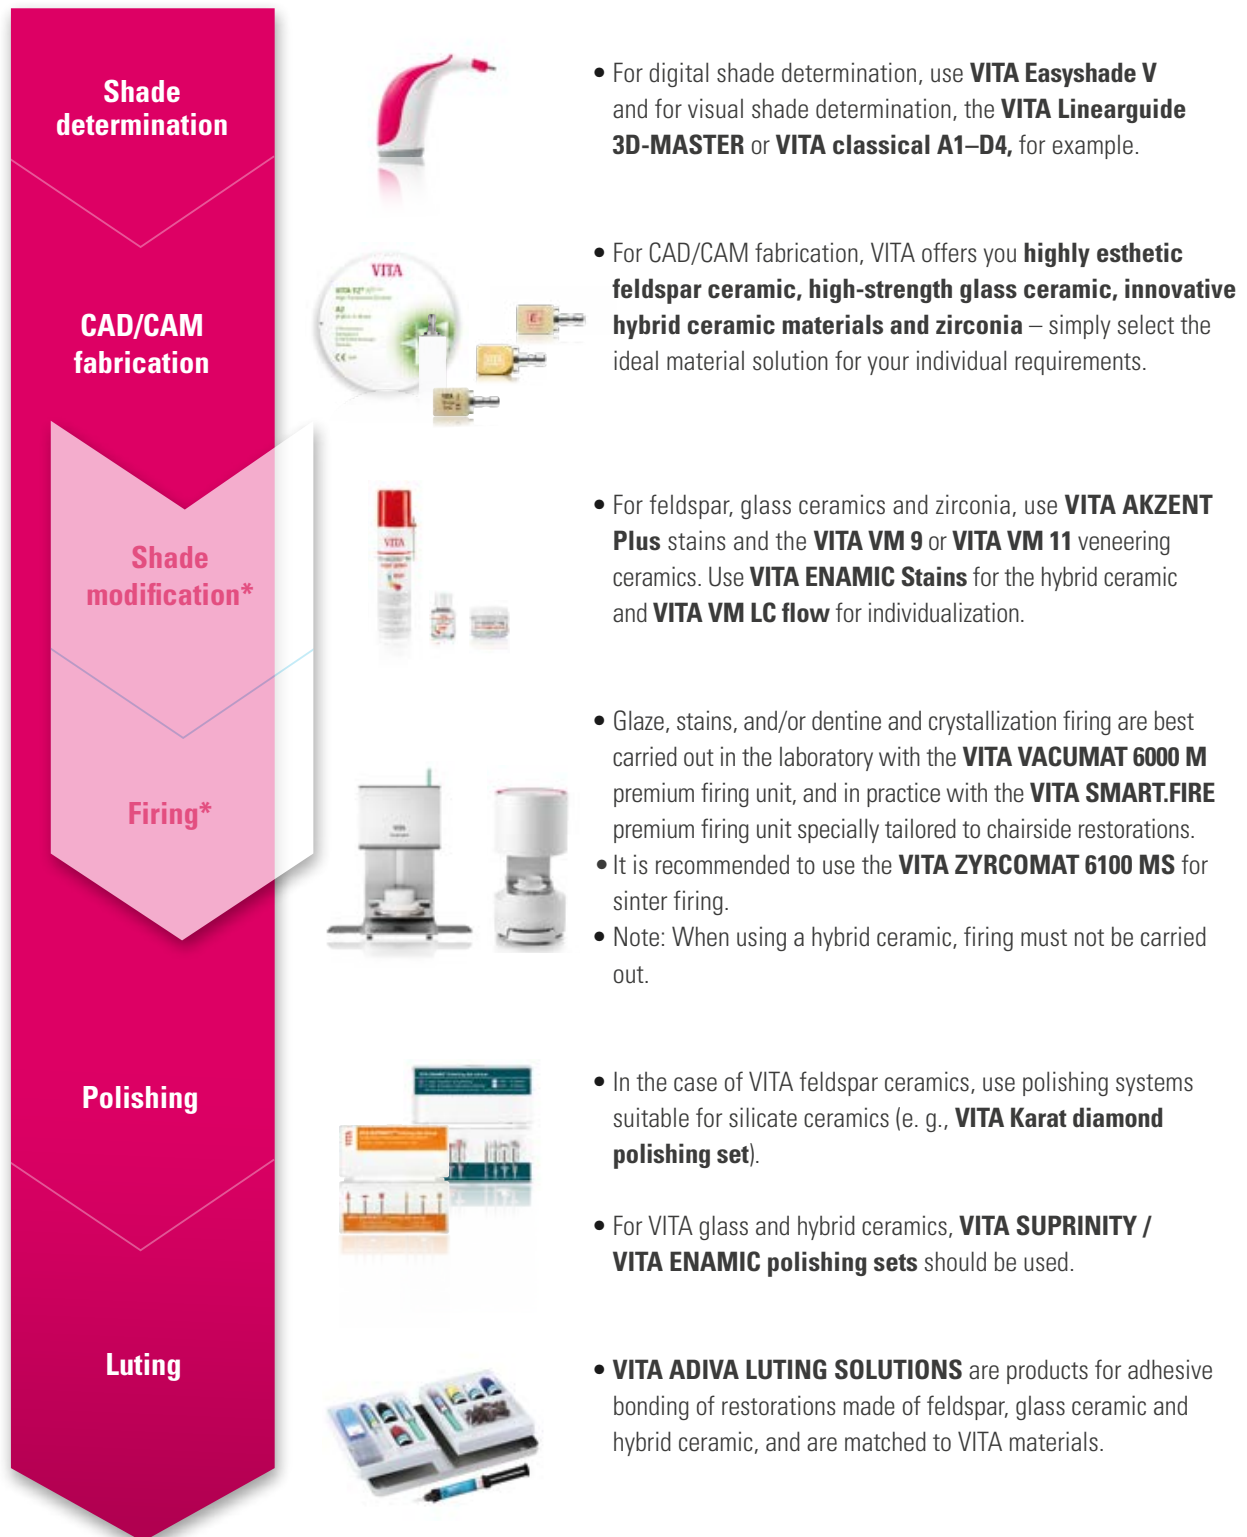 Shade
determination
• For digital shade determination, use VITA Easyshade V
and for visual shade determination, the VITA Linearguide
3D-MASTER or VITA classical A1–D4, for example.
CAD/CAM
fabrication
VITA
• For CAD/CAM fabrication, VITA offers you highly esthetic
feldspar ceramic, high-strength glass ceramic, innovative
hybrid ceramic materials and zirconia – simply select the
ideal material solution for your individual requirements.
Shade
modification*
VITA
• For feldspar, glass ceramics and zirconia, use VITA AKZENT
Plus stains and the VITA VM 9 or VITA VM 11 veneering
ceramics. Use VITA ENAMIC Stains for the hybrid ceramic
and VITA VM LC flow for individualization.
Firing*
• Glaze, stains, and/or dentine and crystallization firing are best
carried out in the laboratory with the VITA VACUMAT 6000 M
premium firing unit, and in practice with the VITA SMART.FIRE
premium firing unit specially tailored to chairside restorations.
• It is recommended to use the VITA ZYRCOMAT 6100 MS for
sinter firing.
• Note: When using a hybrid ceramic, firing must not be carried
out.
Polishing
• In the case of VITA feldspar ceramics, use polishing systems
suitable for silicate ceramics (e. g., VITA Karat diamond
polishing set).
• For VITA glass and hybrid ceramics, VITA SUPRINITY /
VITA ENAMIC polishing sets should be used.
Luting
• VITA ADIVA LUTING SOLUTIONS are products for adhesive
bonding of restorations made of feldspar, glass ceramic and
hybrid ceramic, and are matched to VITA materials.